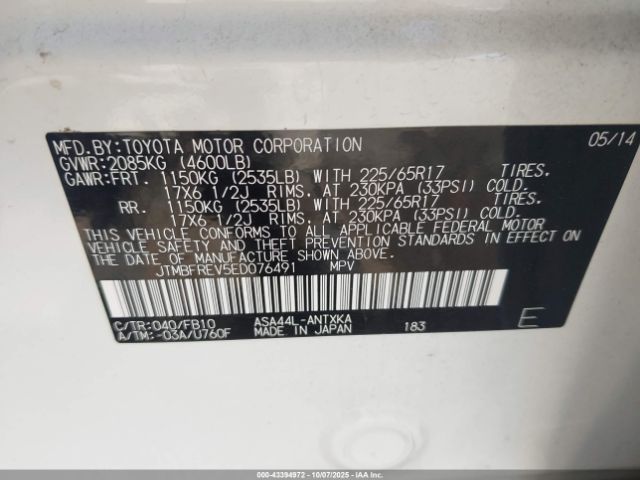 MFD.BY:TOYOTA MOTOR CORPORATION 05/14
GVWR:2085KG (4600LB)
GAWR:FRT. 1150KG (2535LB) WITH 225/65R17 TIRES.
17X6 1/2J RIMS. AT 230KPA (33PSI) COLD.
RR. 1150KG (2535LB) WITH 225/65R17 TIRES.
17X6 1/2J RIMS. AT 230KPA (33PSI) COLD.
THIS VEHICLE CONFORMS TO ALL APPLICABLE FEDERAL MOTOR
VEHICLE SAFETY AND THEFT PREVENTION STANDARDS IN EFFECT ON
THE DATE OF MANUFACTURE SHOWN ABOVE.
JTMBFREV5ED076491 MPV
C/TR:040/FB10 ASA44L-ANTXKA
A/TM:-03A/U760F MADE IN JAPAN 183 E
000-43394972 | 10/07/2025 | IAA Inc.